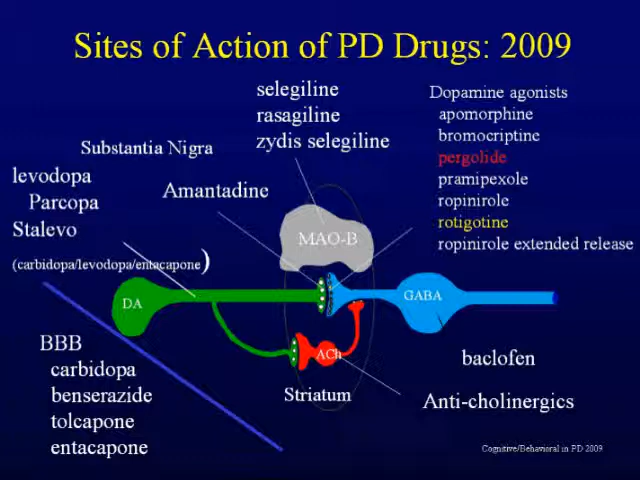 Sites of Action of PD Drugs: 2009
selegiline
rasagiline
zydis selegiline
Dopamine agonists
apomorphine
bromocriptine
pergolide
pramipexole
ropinirole
rotigotine
ropinirole extended release
Substantia Nigra
levodopa
Parcopa
Stalevo
(carbidopa/levodopa/entacapone)
Amantadine
MAO-B
DA
GABA
ACh
BBB
carbidopa
benserazide
tolcapone
entacapone
Striatum
baclofen
Anti-cholinergics
Cognitive/Behavioral in PD 2009